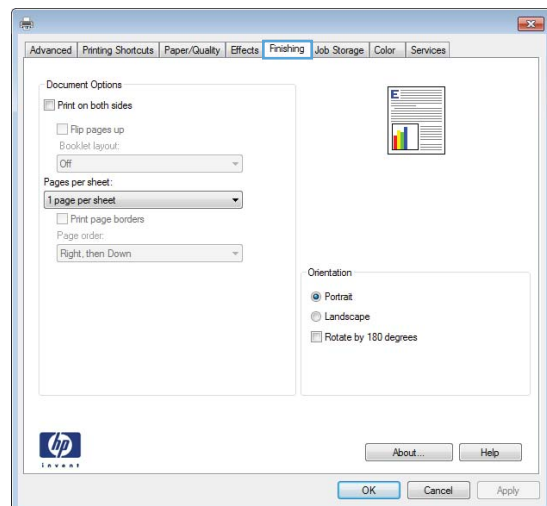 Advanced Printing Shortcuts Paper/Quality Effects Finishing Job Storage Color Services
Document Options
Print on both sides
Flip pages up
Booklet layout:
Off
Pages per sheet:
1 page per sheet
Print page borders
Page order:
Right, then Down
E
Orientation
Portrait
Landscape
Rotate by 180 degrees
hp
invent
About... Help
OK Cancel Apply